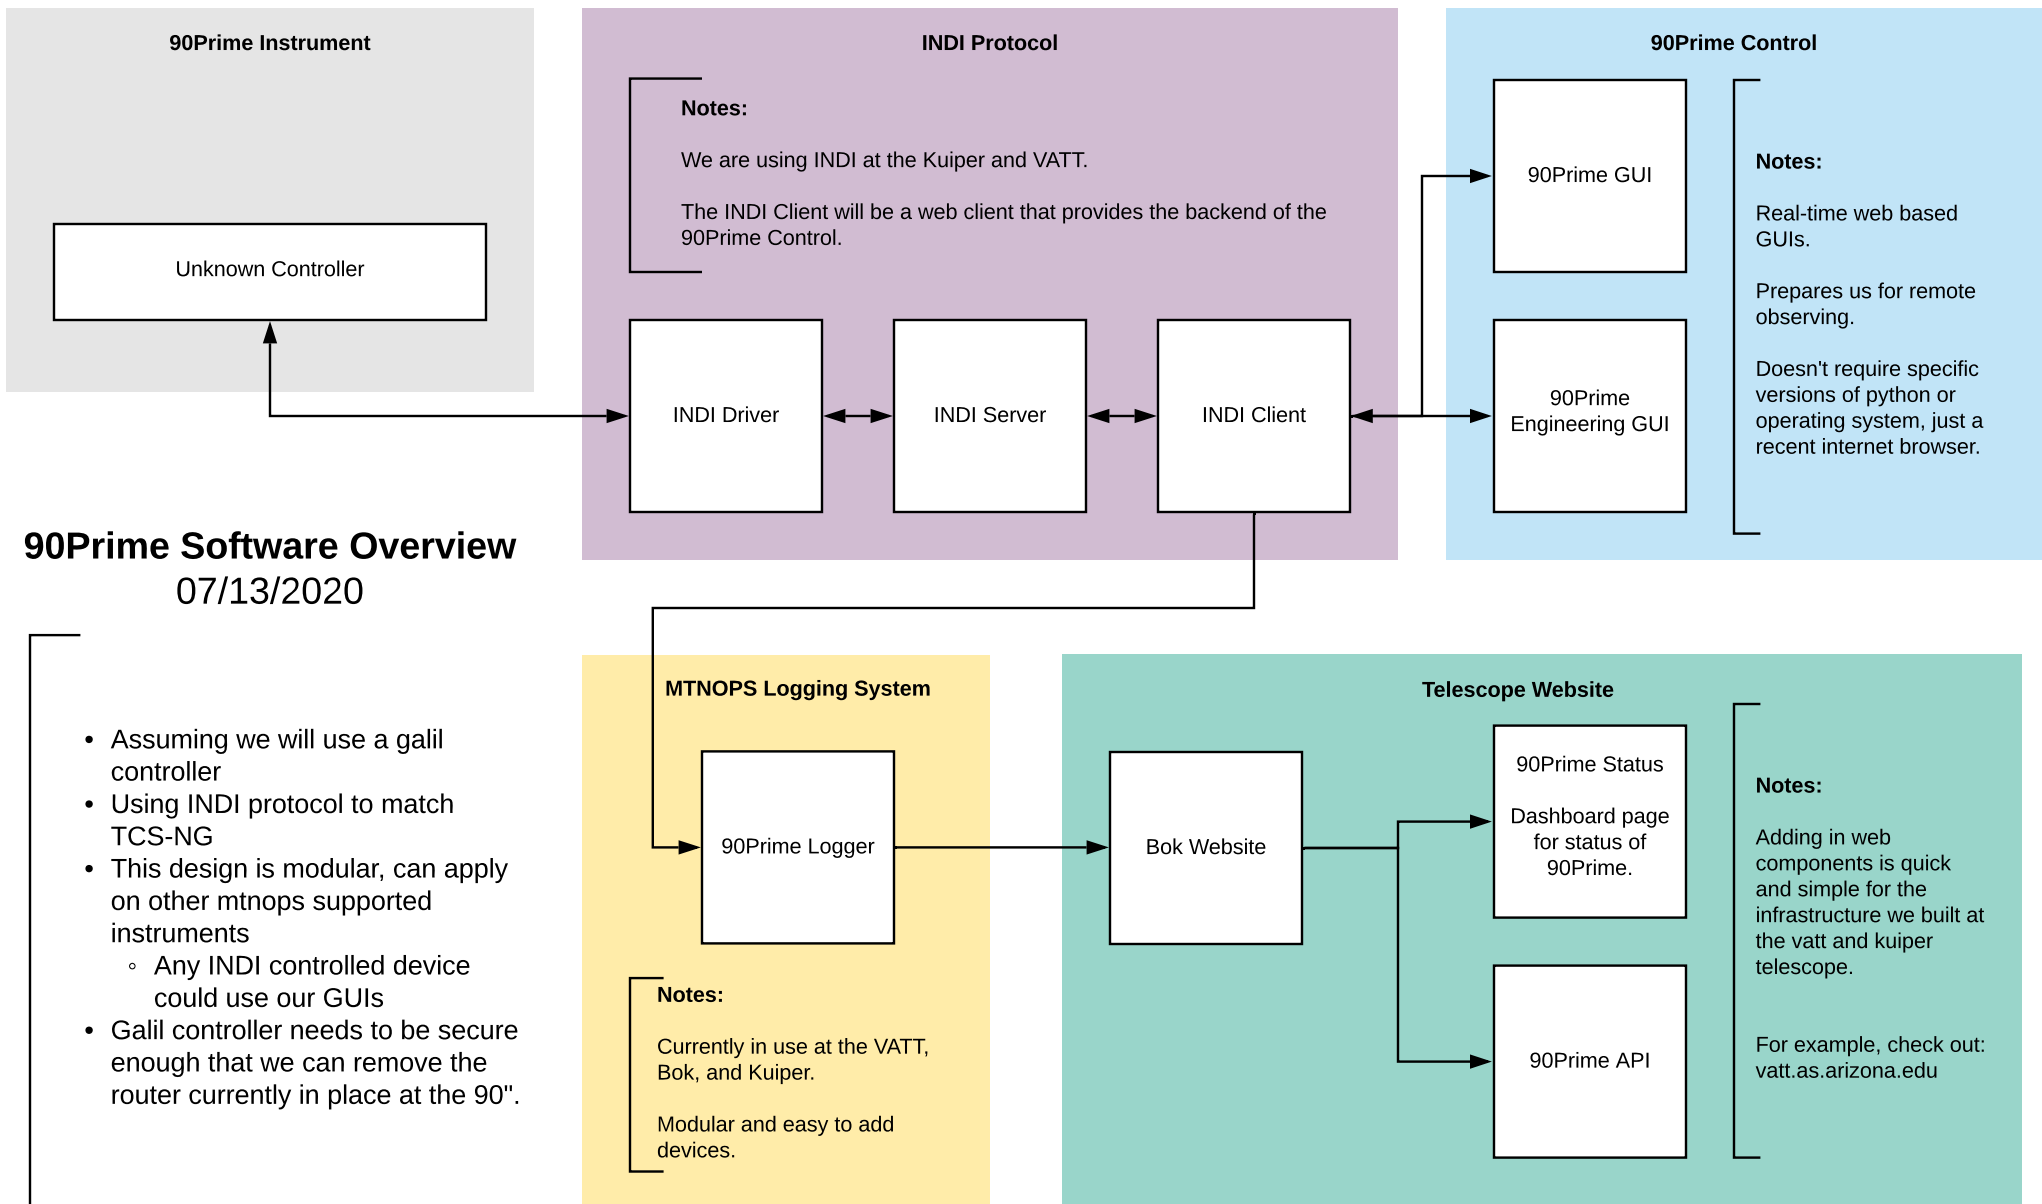 90Prime Instrument
Unknown Controller
INDI Protocol
Notes:
We are using INDI at the Kuiper and VATT.
The INDI Client will be a web client that provides the backend of the
90Prime Control.
INDI Driver
INDI Server
INDI Client
90Prime Control
90Prime GUI
90Prime
Engineering GUI
Notes:
Real-time web based
GUIs.
Prepares us for remote
observing.
Doesn't require specific
versions of python or
operating system, just a
recent internet browser.
90Prime Software Overview
07/13/2020
• Assuming we will use a galil
controller
• Using INDI protocol to match
TCS-NG
• This design is modular, can apply
on other mtnops supported
instruments
◦ Any INDI controlled device
could use our GUIs
• Galil controller needs to be secure
enough that we can remove the
router currently in place at the 90".
MTNOPS Logging System
90Prime Logger
Notes:
Currently in use at the VATT,
Bok, and Kuiper.
Modular and easy to add
devices.
Telescope Website
Bok Website
90Prime Status
Dashboard page
for status of
90Prime.
90Prime API
Notes:
Adding in web
components is quick
and simple for the
infrastructure we built at
the vatt and kuiper
telescope.
For example, check out:
vatt.as.arizona.edu